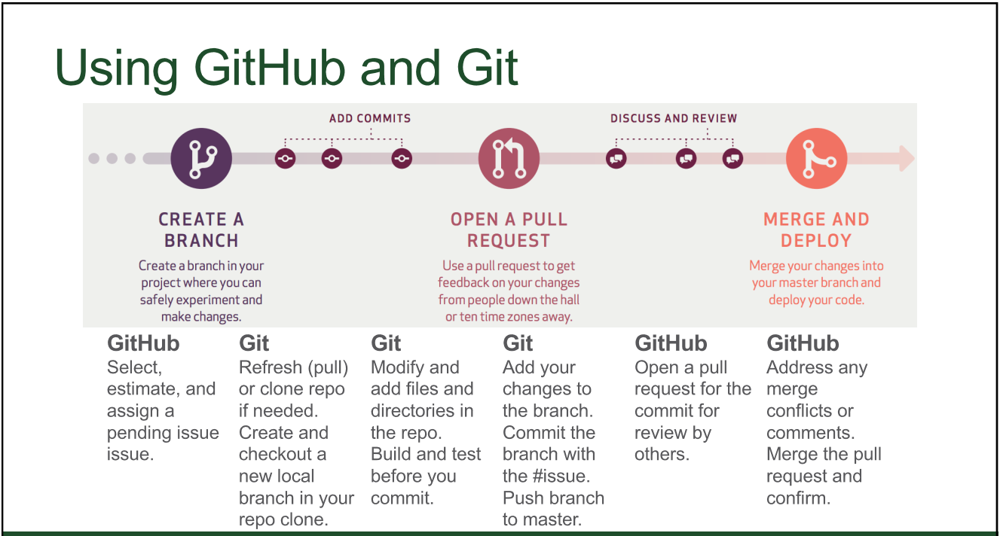 Using GitHub and Git
ADD COMMITS
DISCUSS AND REVIEW
CREATE A
BRANCH
Create a branch in your
project where you can
safely experiment and
make changes.
OPEN A PULL
REQUEST
Use a pull request to get
feedback on your changes
from people down the hall
or ten time zones away.
MERGE AND
DEPLOY
Merge your changes into
your master branch and
deploy your code.
GitHub
Select,
estimate, and
assign a
pending issue
issue.
Git
Refresh (pull)
or clone repo
if needed.
Create and
checkout a
new local
branch in your
repo clone.
Git
Modify and
add files and
directories in
the repo.
Build and test
before you
commit.
Git
Add your
changes to
the branch.
Commit the
branch with
the #issue.
Push branch
to master.
GitHub
Open a pull
request for the
commit for
review by
others.
GitHub
Address any
merge
conflicts or
comments.
Merge the pull
request and
confirm.